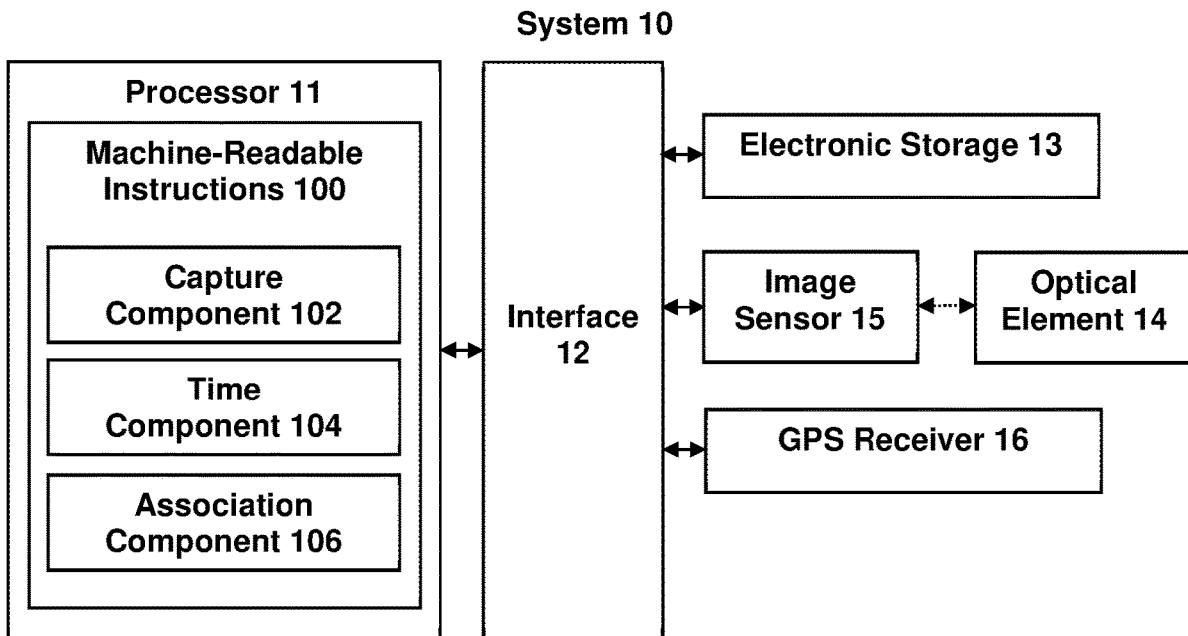 System 10
Processor 11
Machine-Readable
Instructions 100
Capture
Component 102
Time
Component 104
Association
Component 106
Interface
12
Electronic Storage 13
Image
Sensor 15
Optical
Element 14
GPS Receiver 16